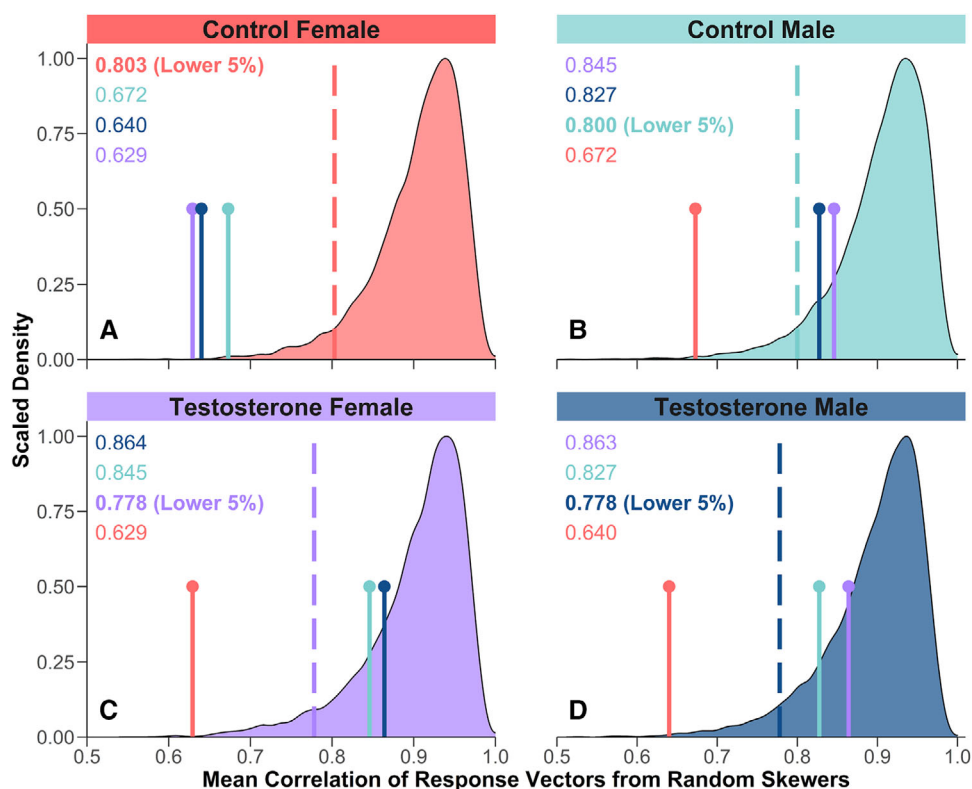 Control Female
Control Male
1.00
0.75
0.50
0.25
0.00
0.803 (Lower 5%)
0.672
0.640
0.629
A
0.845
0.827
0.800 (Lower 5%)
0.672
B
Scaled Density
Testosterone Female
Testosterone Male
1.00
0.75
0.50
0.25
0.00
0.864
0.845
0.778 (Lower 5%)
0.629
C
0.863
0.827
0.778 (Lower 5%)
0.640
D
0.5 0.6 0.7 0.8 0.9 1.0
0.5 0.6 0.7 0.8 0.9 1.0
Mean Correlation of Response Vectors from Random Skewers